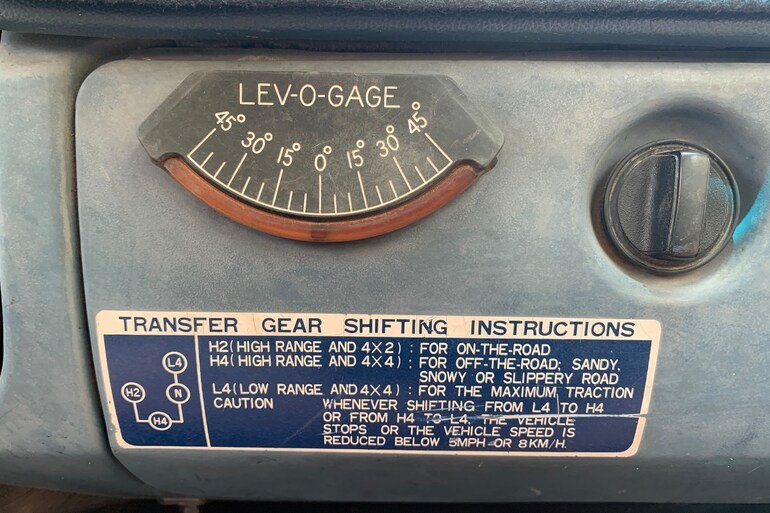 LEV-O-GAGE
45° 30° 15° 0° 15° 30° 45°
TRANSFER GEAR SHIFTING INSTRUCTIONS
H2 (HIGH RANGE AND 4X2) : FOR ON-THE-ROAD
H4 (HIGH RANGE AND 4X4) : FOR OFF-THE-ROAD; SANDY,
SNOWY OR SLIPPERY ROAD
L4 (LOW RANGE AND 4X4) : FOR THE MAXIMUM TRACTION
CAUTION WHENEVER SHIFTING FROM L4 TO H4
OR FROM H4 TO L4, THE VEHICLE
STOPS OR THE VEHICLE SPEED IS
REDUCED BELOW 5MPH OR 8KM/H.
L4
H2 N
H4